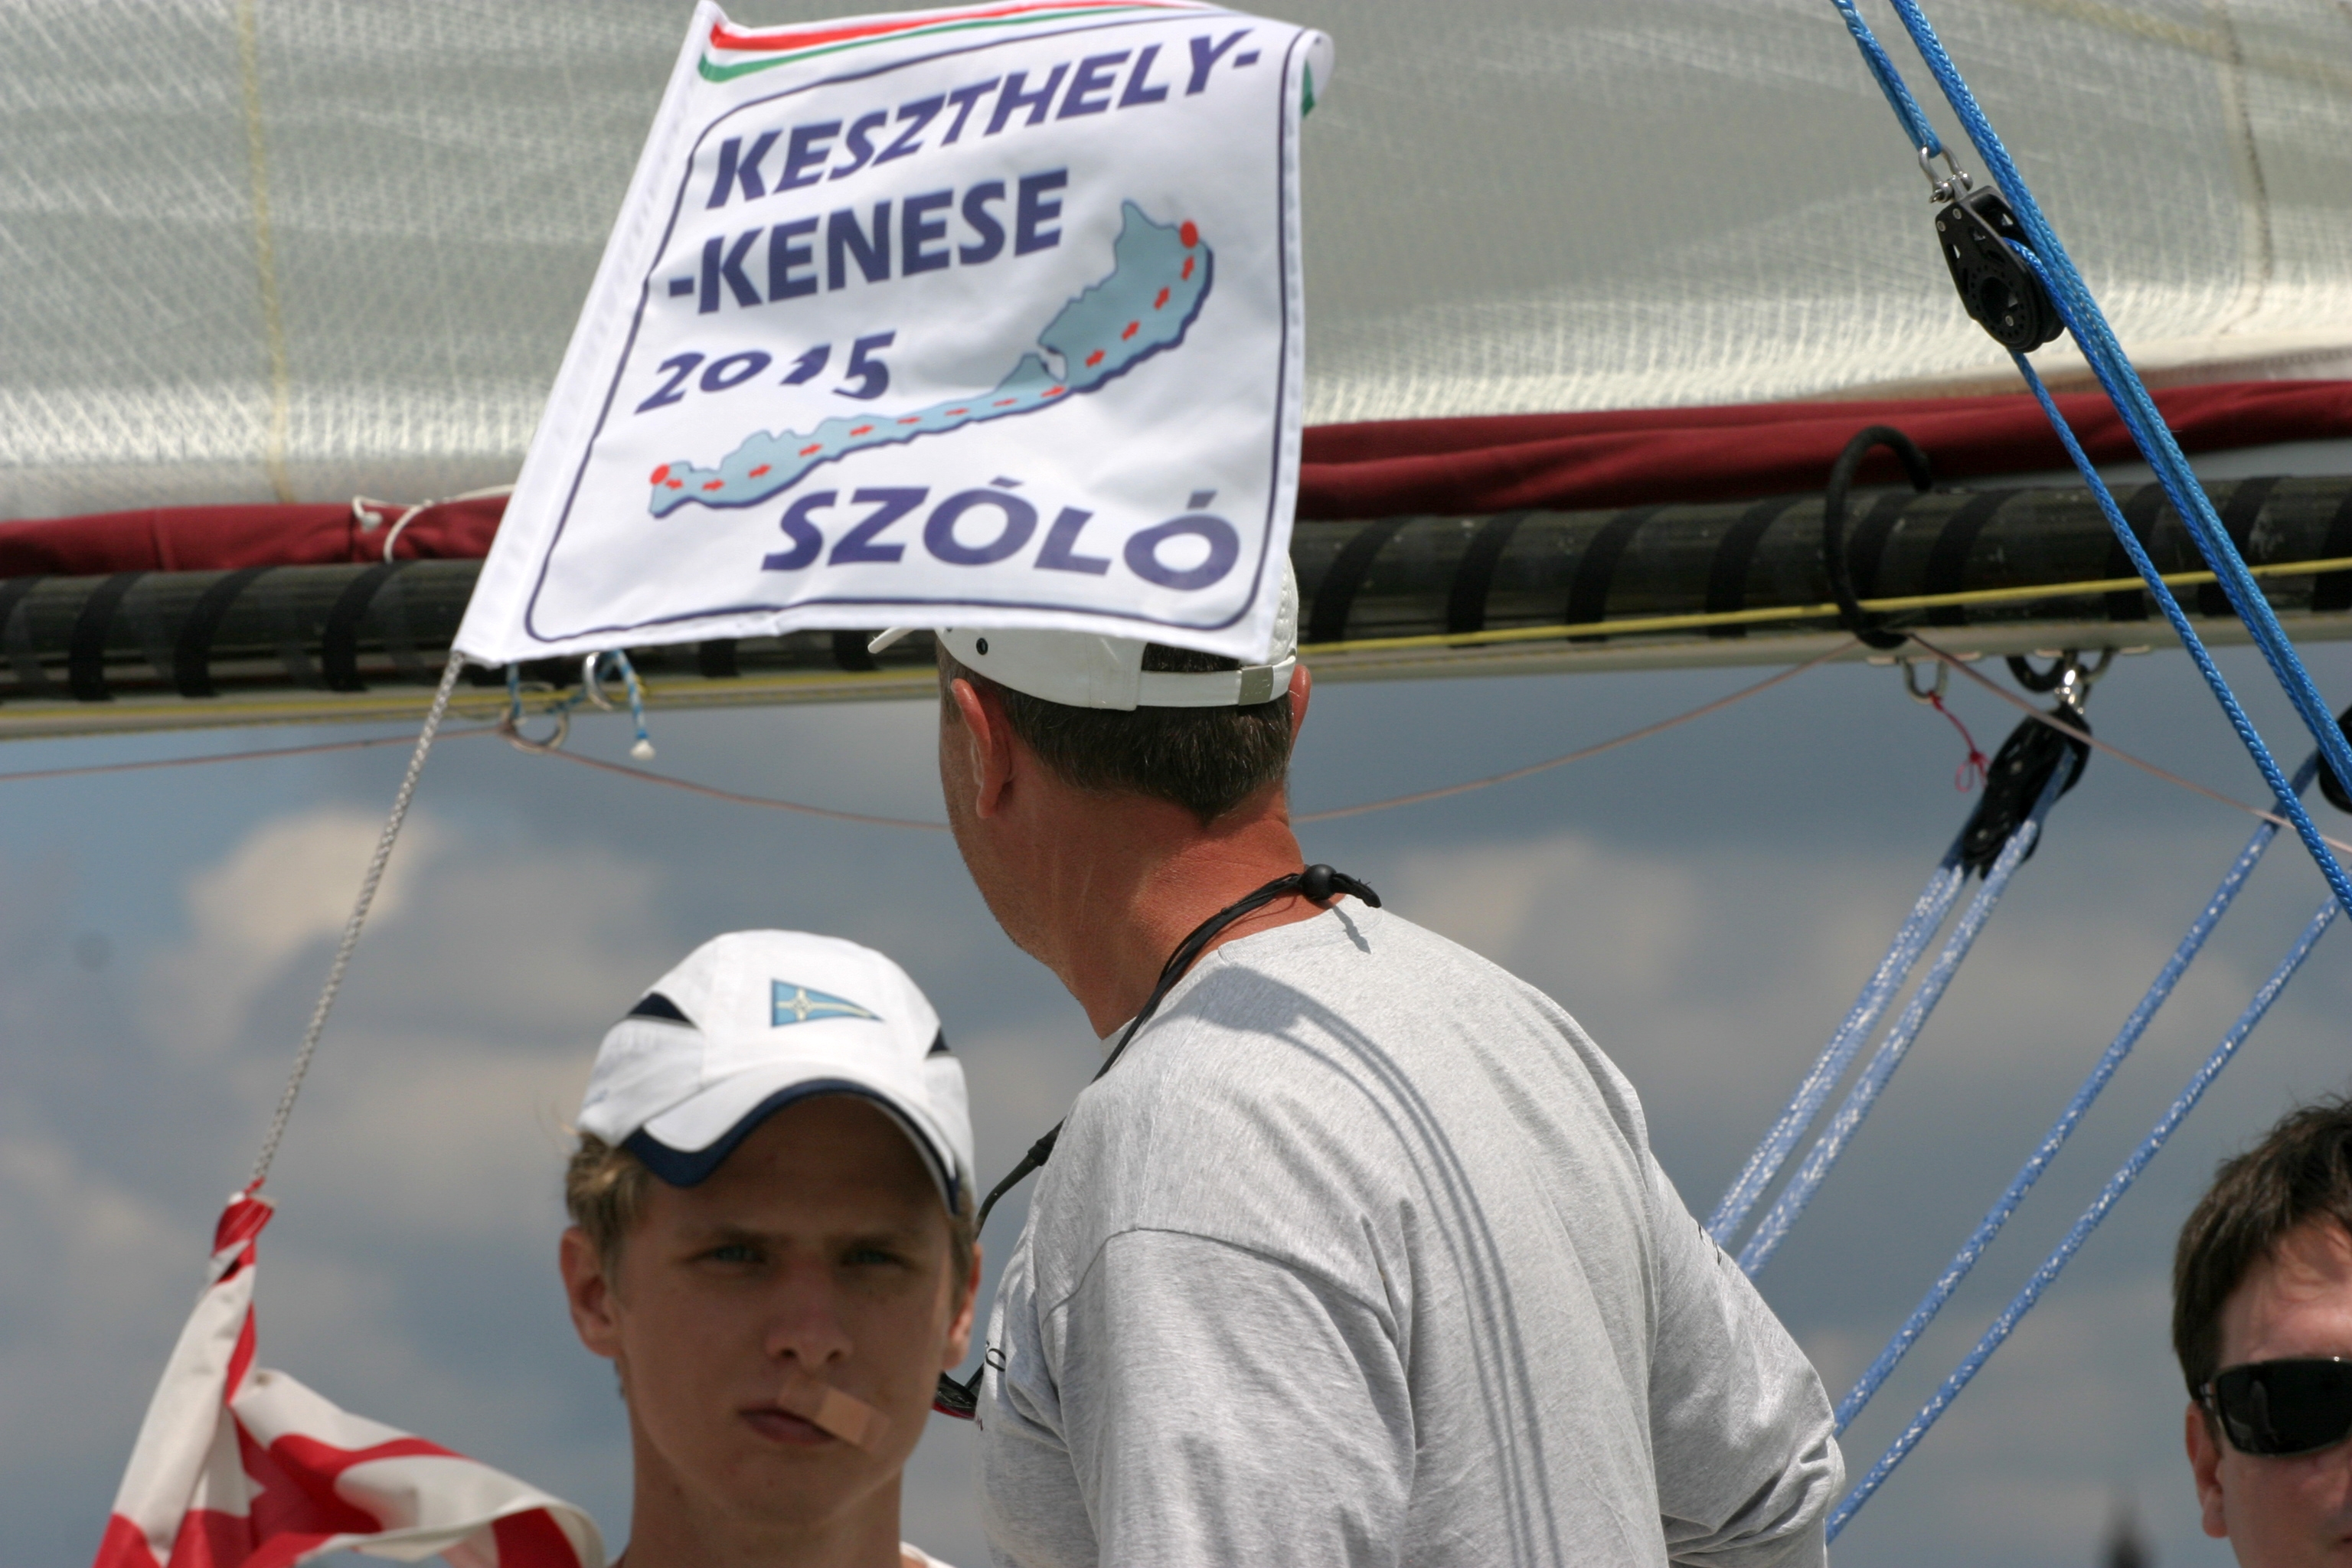 KESZTHELY-
-KENESE
2015
SZÓLÓ